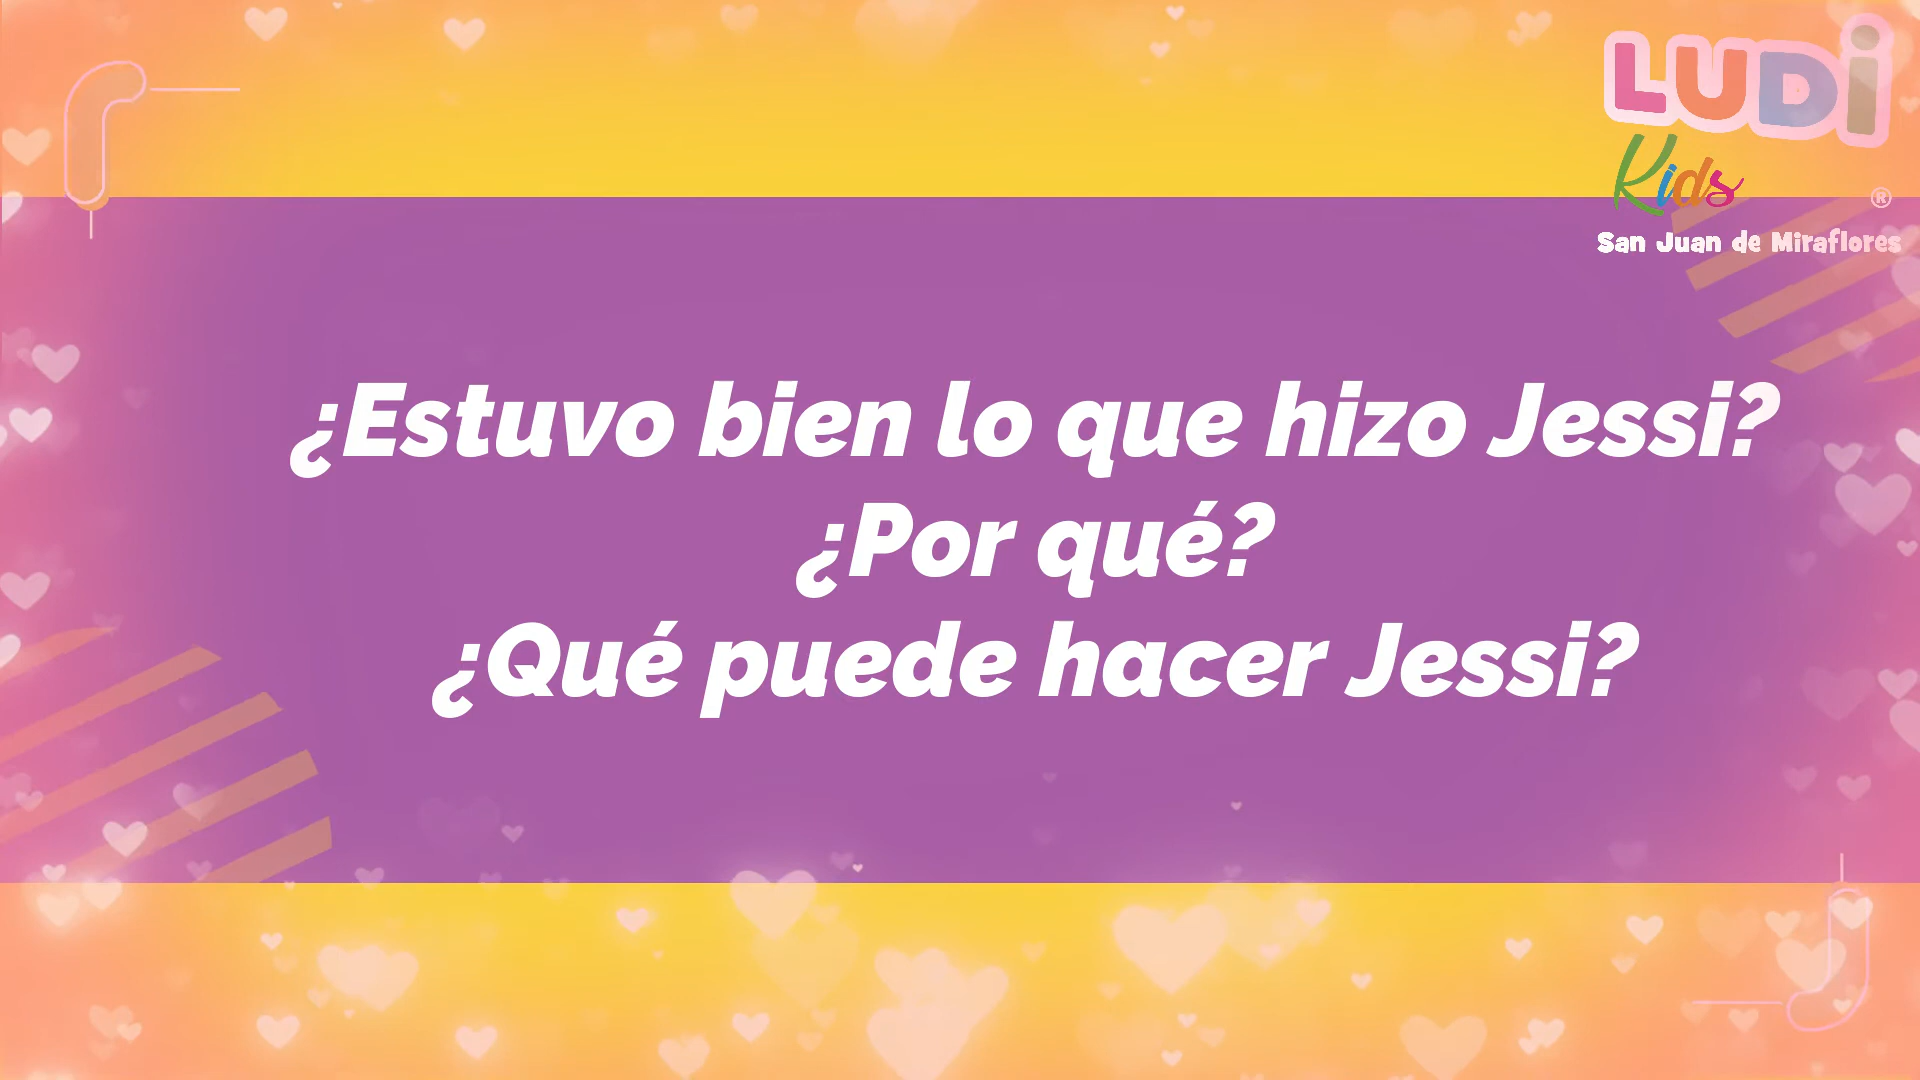 LUDi
Kids
®
San Juan de Miraflores
¿Estuvo bien lo que hizo Jessi?
¿Por qué?
¿Qué puede hacer Jessi?